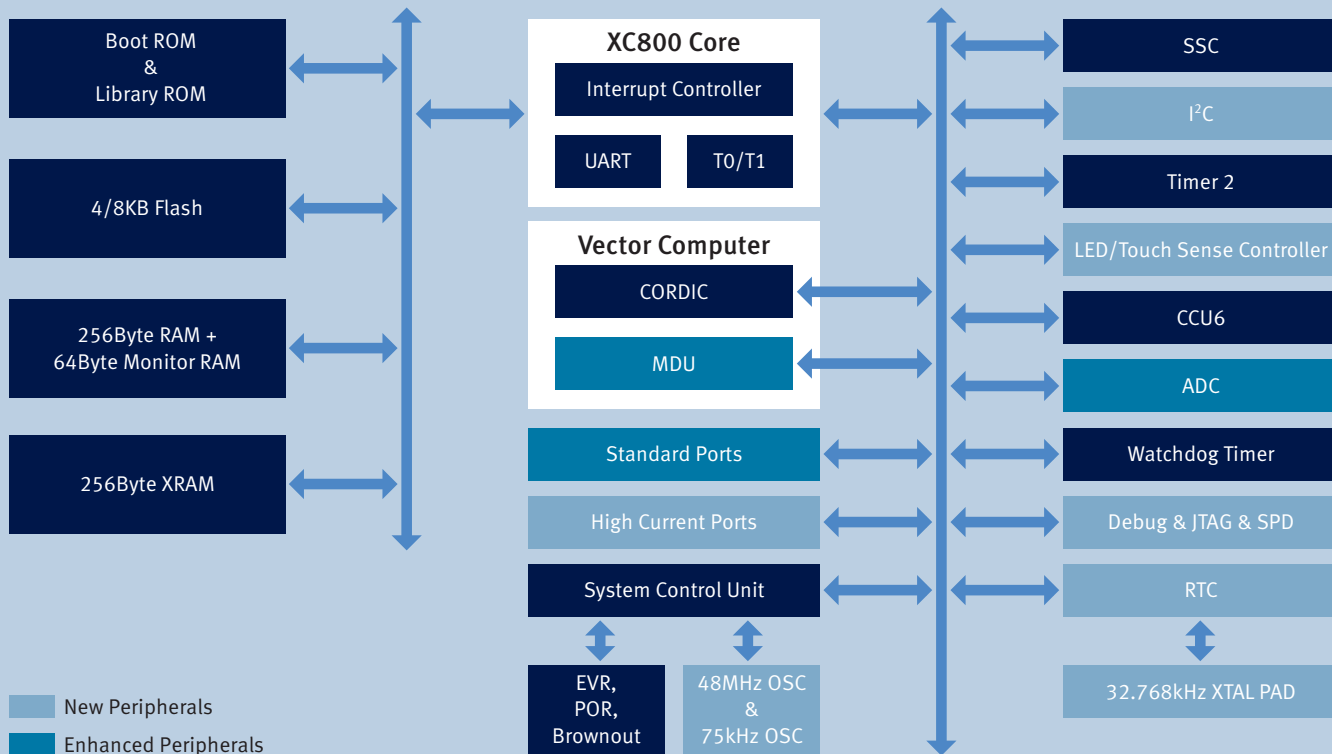 Boot ROM
&
Library ROM
4/8KB Flash
256Byte RAM +
64Byte Monitor RAM
256Byte XRAM
XC800 Core
Interrupt Controller
UART
T0/T1
Vector Computer
CORDIC
MDU
Standard Ports
High Current Ports
System Control Unit
EVR,
POR,
Brownout
48MHz OSC
&
75kHz OSC
SSC
I²C
Timer 2
LED/Touch Sense Controller
CCU6
ADC
Watchdog Timer
Debug & JTAG & SPD
RTC
32.768kHz XTAL PAD
New Peripherals
Enhanced Peripherals